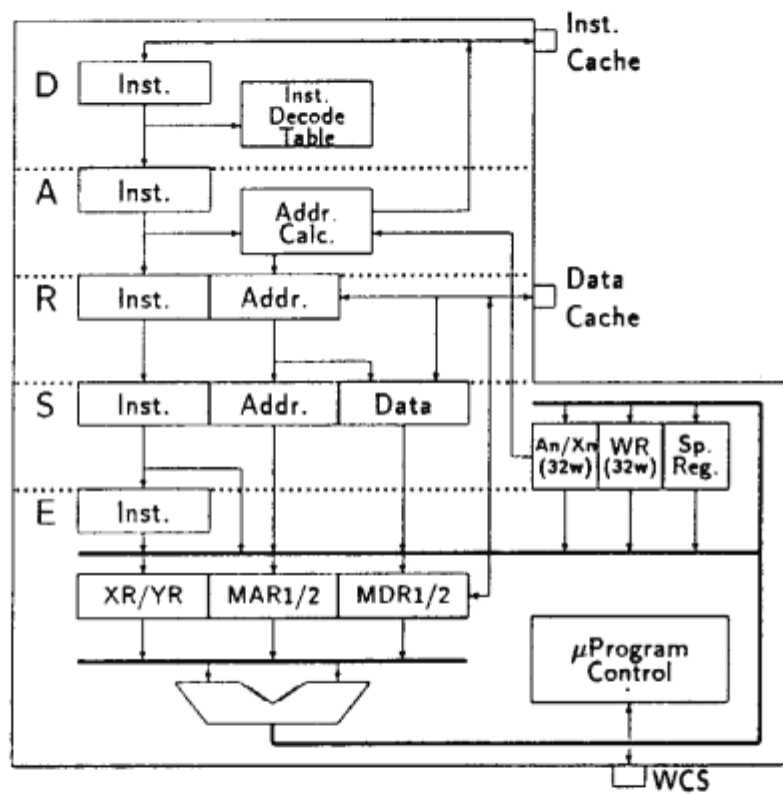 Inst.
Cache
D
Inst.
Inst.
Decode
Table
A
Inst.
Addr.
Calc.
R
Inst.
Addr.
Data
Cache
S
Inst.
Addr.
Data
An/Xn
(32w)
WR
(32w)
Sp.
Reg.
E
Inst.
XR/YR
MAR1/2
MDR1/2
μProgram
Control
WCS